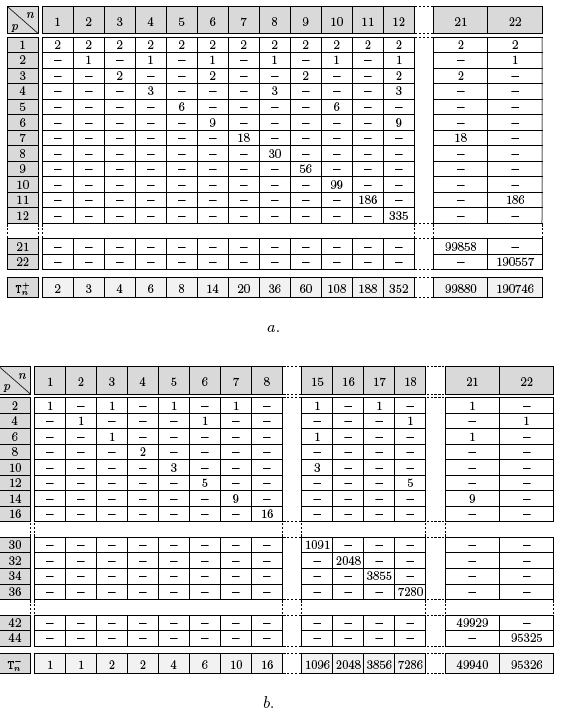 n
p 1 2 3 4 5 6 7 8 9 10 11 12 21 22
1 2 2 2 2 2 2 2 2 2 2 2 2 2 2
2 – 1 – 1 – 1 – 1 – 1 – 1 – 1
3 – – 2 – – 2 – – 2 – – 2 2 –
4 – – – 3 – – – 3 – – – 3 – –
5 – – – – 6 – – – – 6 – – – –
6 – – – – – 9 – – – – – 9 – –
7 – – – – – – 18 – – – – – 18 –
8 – – – – – – – 30 – – – – – –
9 – – – – – – – – 56 – – – – –
10 – – – – – – – – – 99 – – – –
11 – – – – – – – – – – 186 – – 186
12 – – – – – – – – – – – 335 – –
21 – – – – – – – – – – – – 99858 –
22 – – – – – – – – – – – – – 190557
T_n^+ 2 3 4 6 8 14 20 36 60 108 188 352 99880 190746
a.
n
p 1 2 3 4 5 6 7 8 15 16 17 18 21 22
2 1 – 1 – 1 – 1 – 1 – 1 – 1 –
4 – 1 – – – 1 – – – – – 1 – 1
6 – – 1 – – – – – 1 – – – 1 –
8 – – – 2 – – – – – – – – – –
10 – – – – 3 – – – 3 – – – – –
12 – – – – – 5 – – – – – 5 – –
14 – – – – – – 9 – – – – – 9 –
16 – – – – – – – 16 – – – – – –
30 – – – – – – – – 1091 – – – – –
32 – – – – – – – – – 2048 – – – –
34 – – – – – – – – – – 3855 – – –
36 – – – – – – – – – – – 7280 – –
42 – – – – – – – – – – – – 49929 –
44 – – – – – – – – – – – – – 95325
T_n^- 1 1 2 2 4 6 10 16 1096 2048 3856 7286 49940 95326
b.